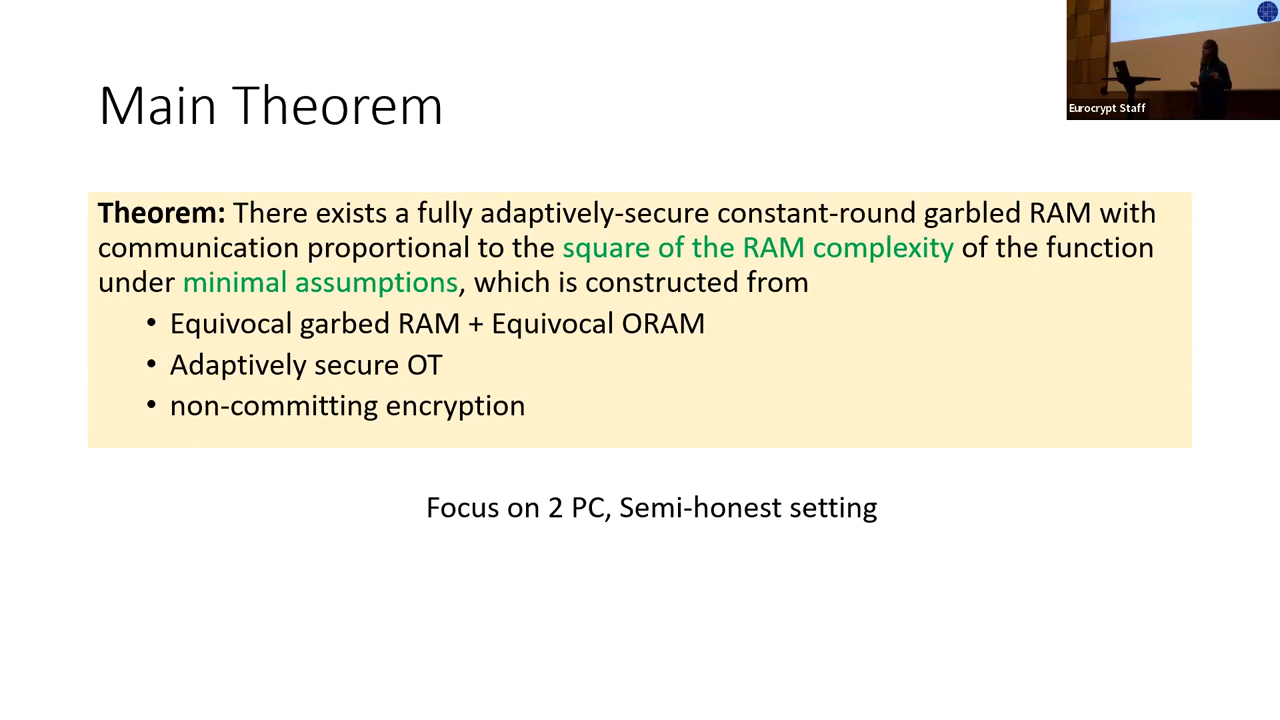 Main Theorem
Eurocrypt Staff
Theorem: There exists a fully adaptively-secure constant-round garbled RAM with
communication proportional to the square of the RAM complexity of the function
under minimal assumptions, which is constructed from
• Equivocal garbed RAM + Equivocal ORAM
• Adaptively secure OT
• non-committing encryption
Focus on 2 PC, Semi-honest setting